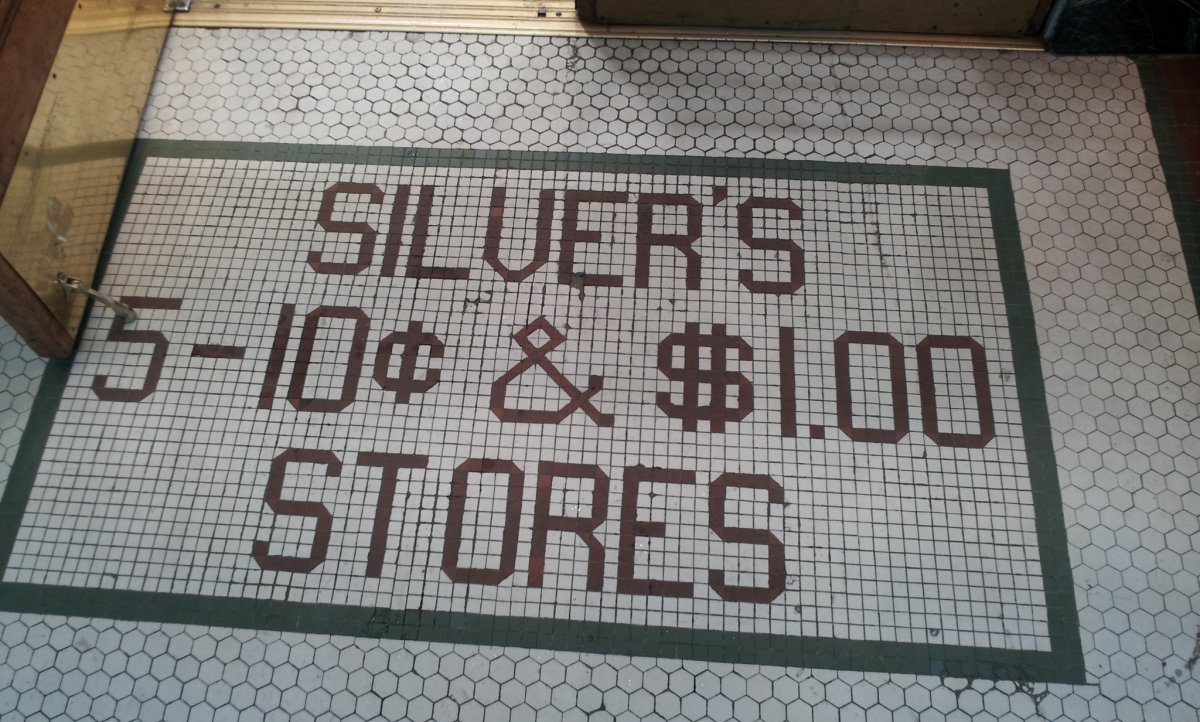 SILVER'S
5-10¢ & $1.00
STORES